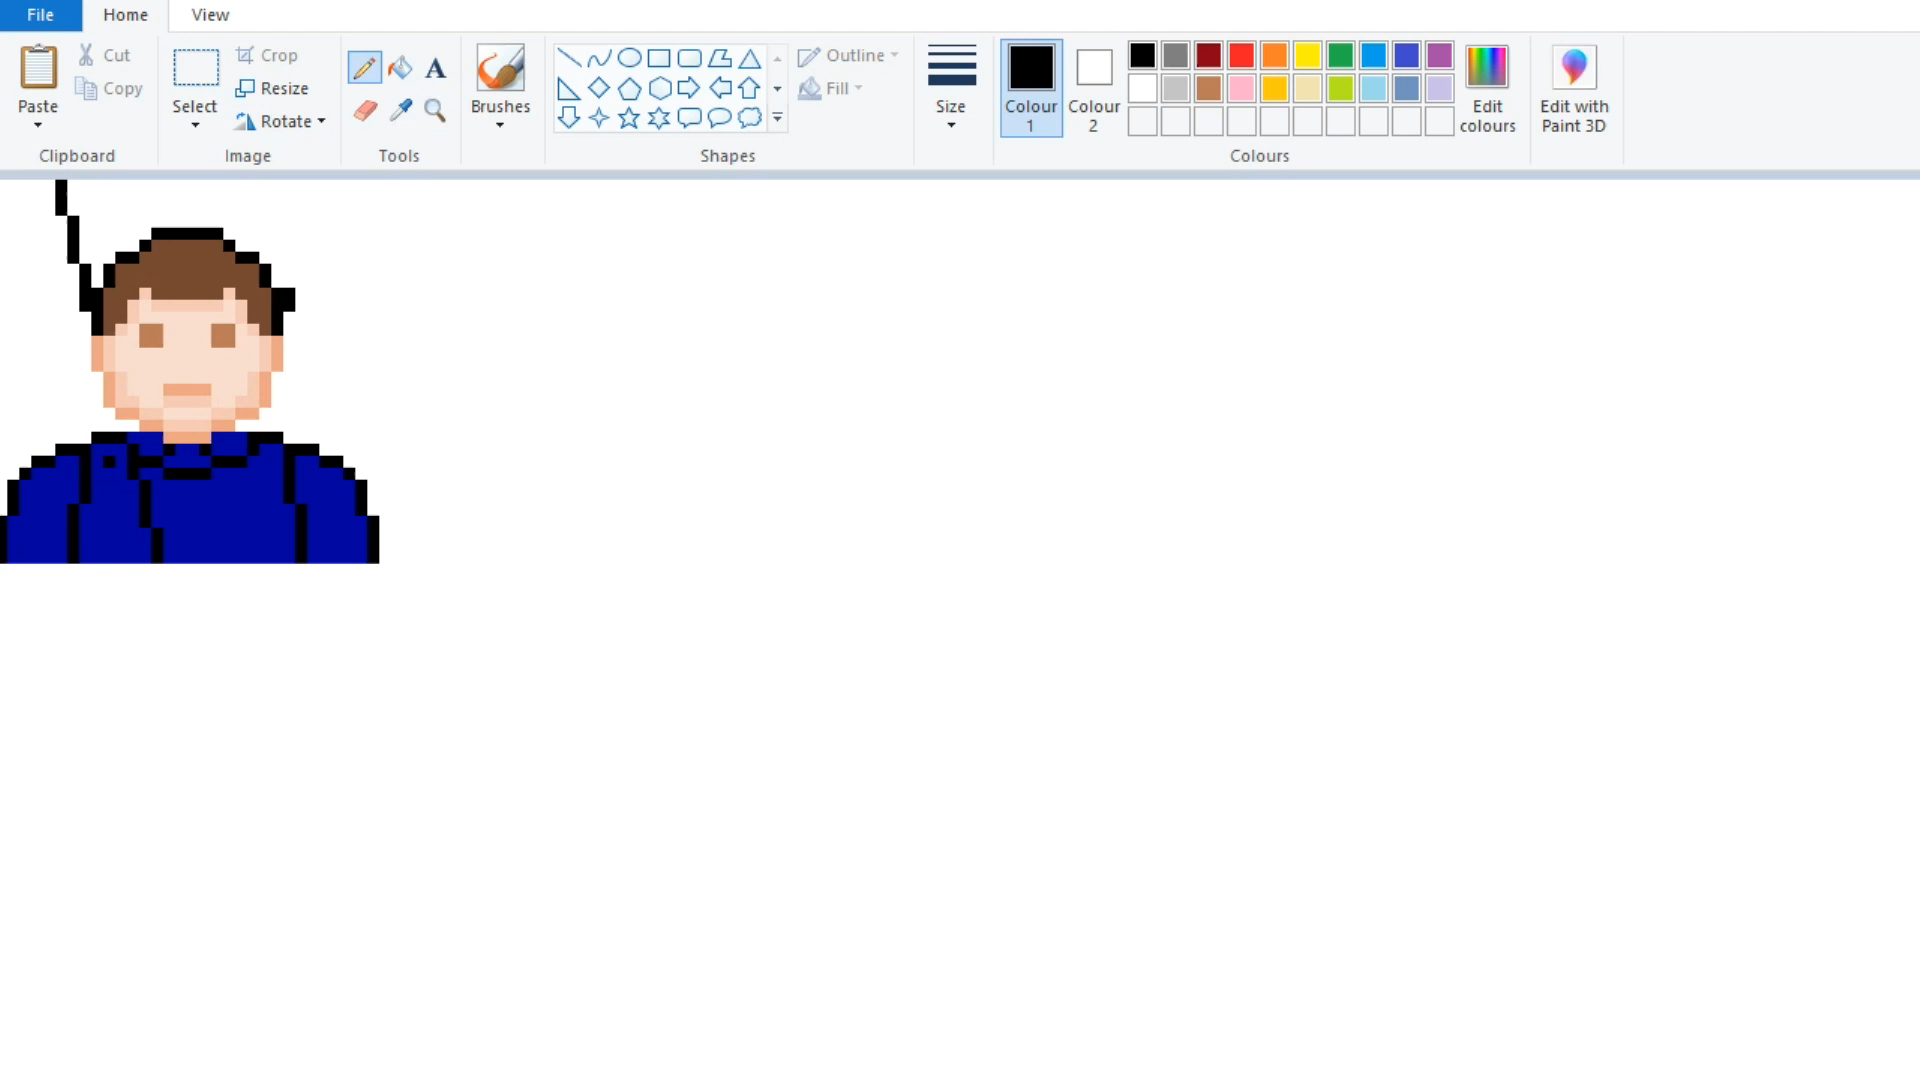 File Home View
Paste
Cut
Copy
Clipboard
Select
Crop
Resize
Rotate
Image
A
Tools
Brushes
Shapes
Outline
Fill
Size
Colour
1
Colour
2
Colours
Edit
colours
Edit with
Paint 3D